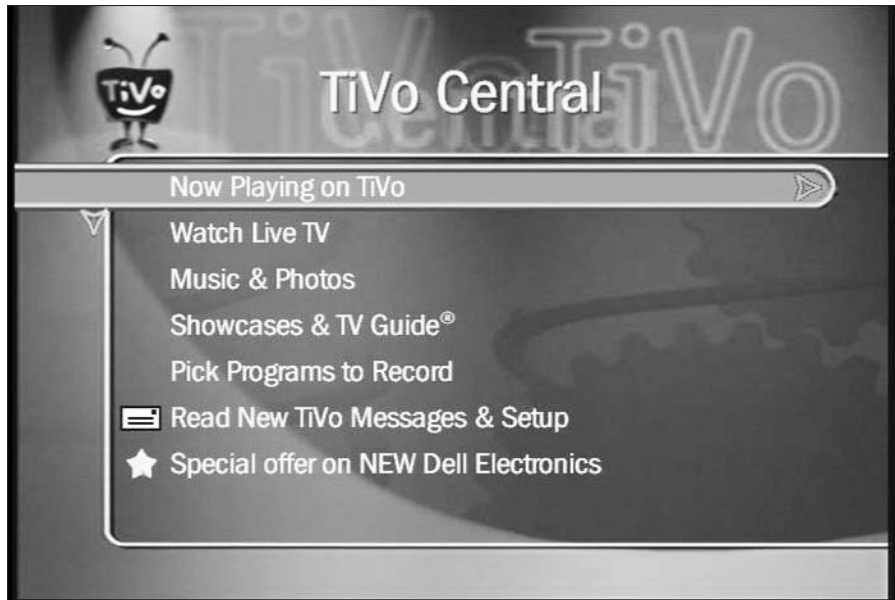 TiVo
TiVo Central
Now Playing on TiVo
Watch Live TV
Music & Photos
Showcases & TV Guide®
Pick Programs to Record
Read New TiVo Messages & Setup
Special offer on NEW Dell Electronics